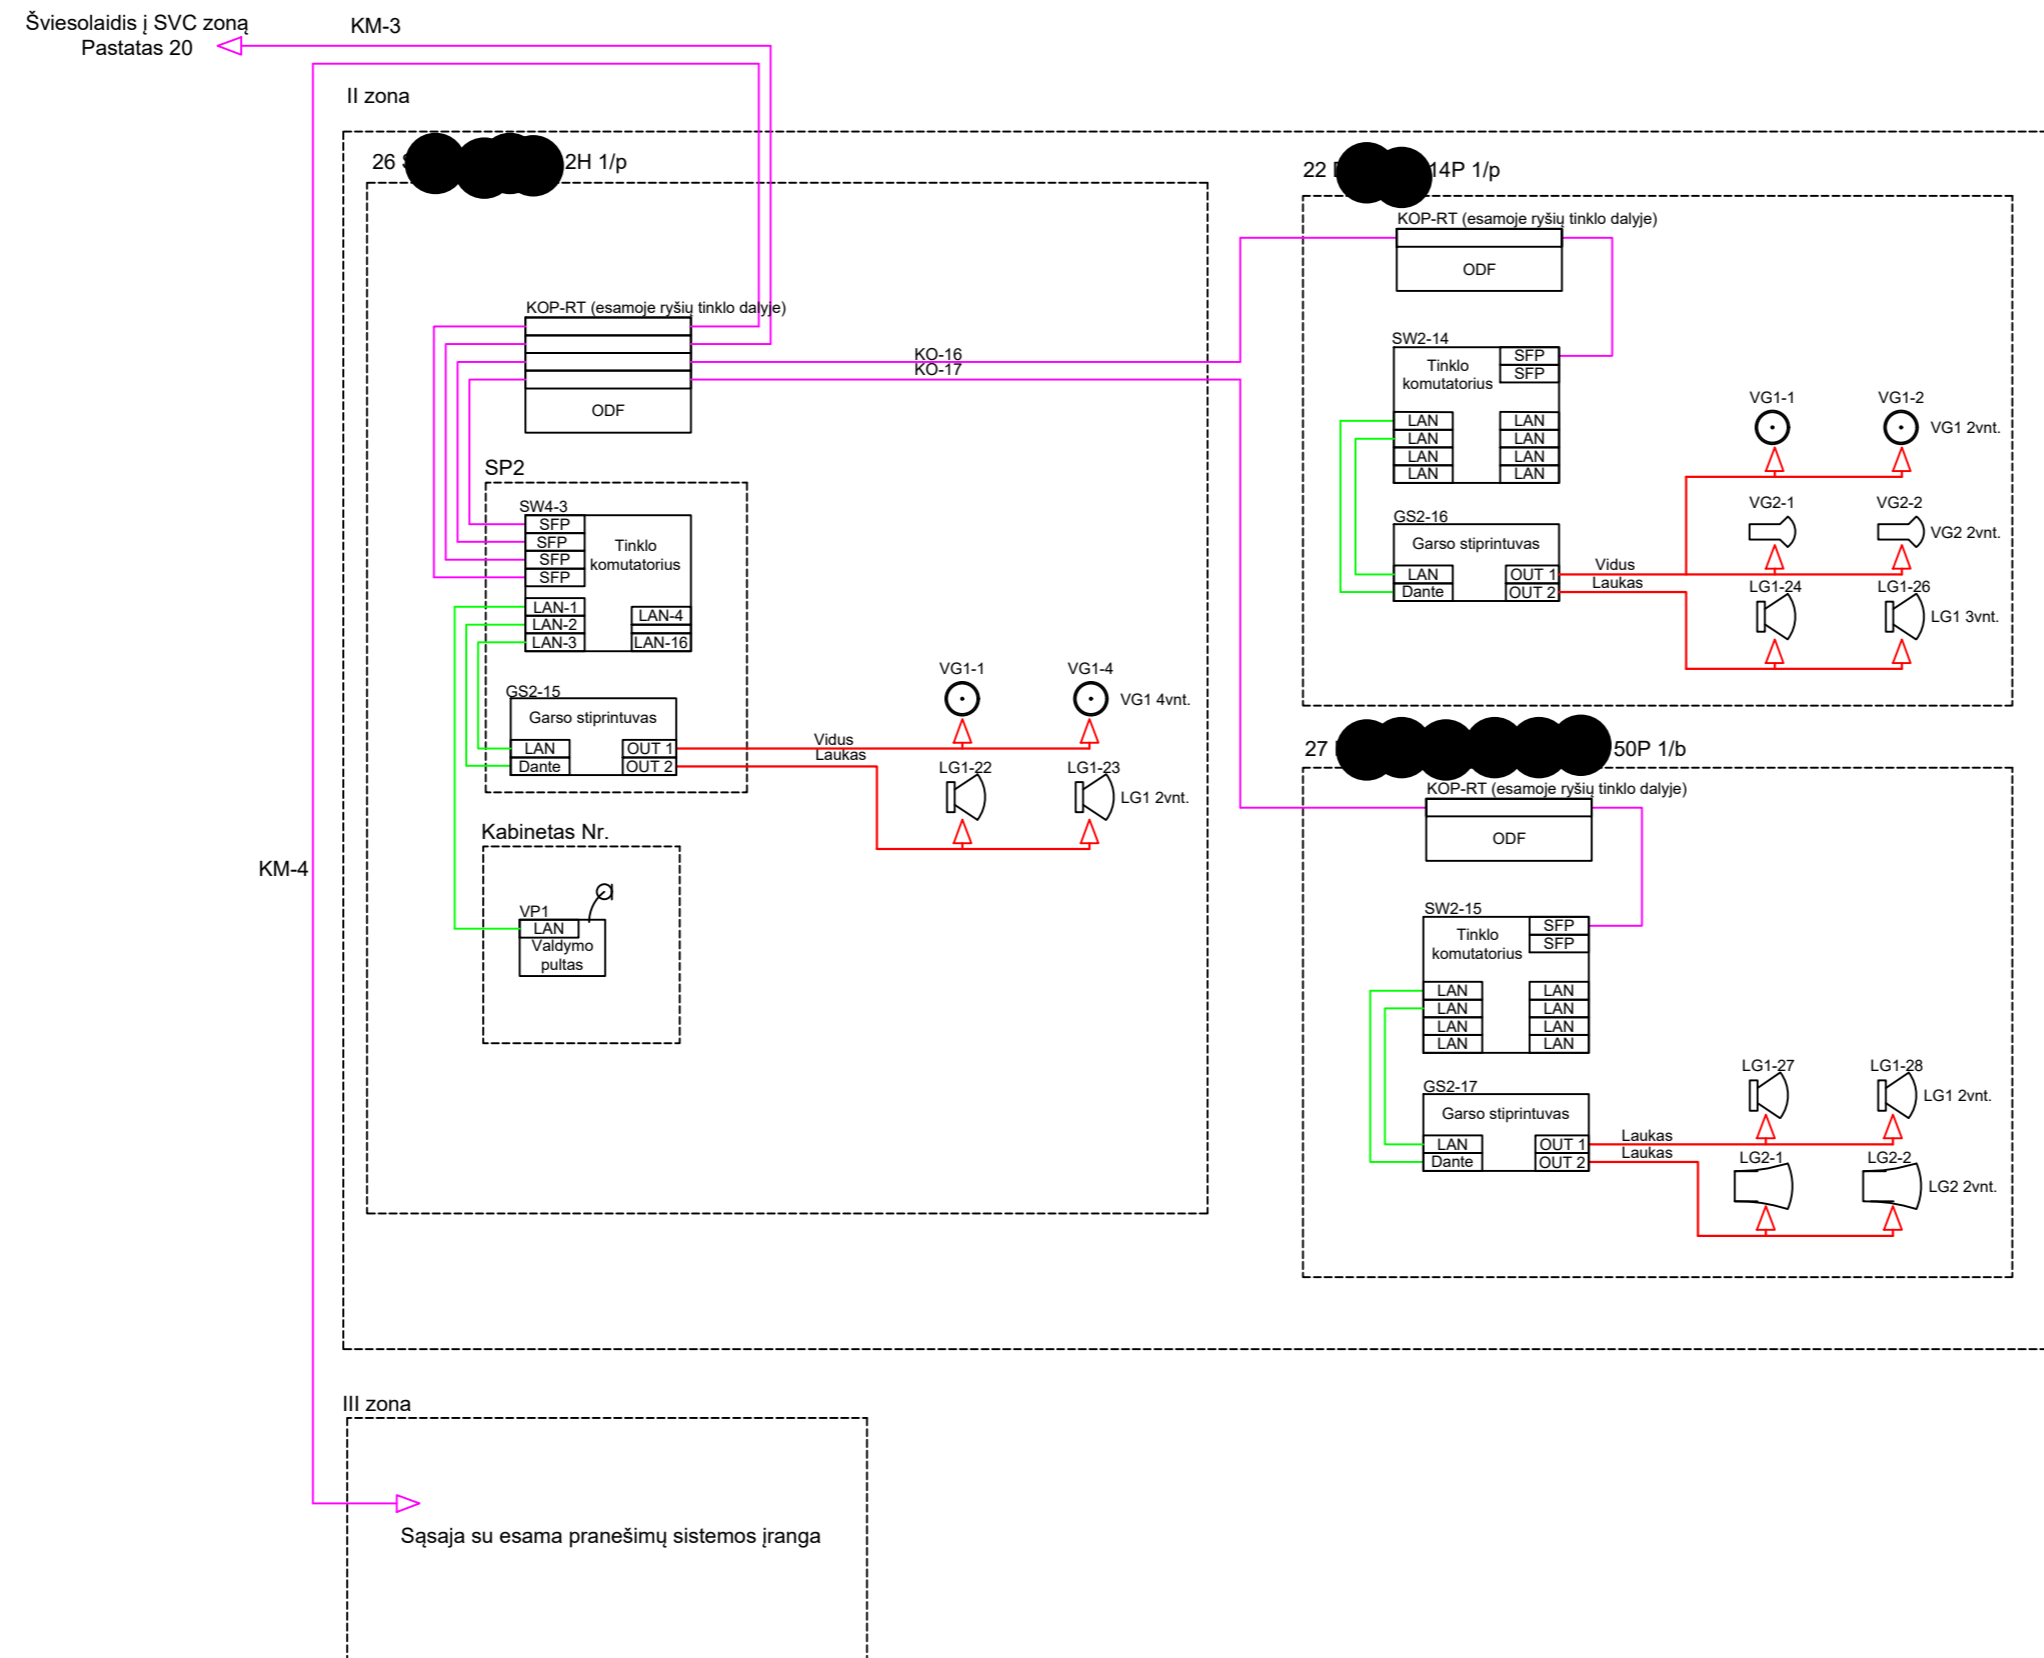 Šviesolaidis į SVC zoną
Pastatas 20
KM-3
II zona
26
2H 1/p
KOP-RT (esamoje ryšių tinklo dalyje)
ODF
KO-16
KO-17
SP2
SW4-3
SFP
SFP
SFP
SFP
Tinklo
komutatorius
LAN-1
LAN-2
LAN-3
LAN-4
LAN-16
GS2-15
Garso stiprintuvas
LAN
Dante
OUT 1
OUT 2
Vidus
Laukas
VG1-1
VG1-4
VG1 4vnt.
LG1-22
LG1-23
LG1 2vnt.
Kabinetas Nr.
VP1
LAN
Valdymo
pultas
KM-4
22
14P 1/p
KOP-RT (esamoje ryšių tinklo dalyje)
ODF
SW2-14
Tinklo
komutatorius
SFP
SFP
LAN
LAN
LAN
LAN
LAN
LAN
LAN
LAN
GS2-16
Garso stiprintuvas
LAN
Dante
OUT 1
OUT 2
Vidus
Laukas
VG1-1
VG1-2
VG1 2vnt.
VG2-1
VG2-2
VG2 2vnt.
LG1-24
LG1-26
LG1 3vnt.
27
50P 1/b
KOP-RT (esamoje ryšių tinklo dalyje)
ODF
SW2-15
Tinklo
komutatorius
SFP
SFP
LAN
LAN
LAN
LAN
LAN
LAN
LAN
LAN
GS2-17
Garso stiprintuvas
LAN
Dante
OUT 1
OUT 2
Laukas
Laukas
LG1-27
LG1-28
LG1 2vnt.
LG2-1
LG2-2
LG2 2vnt.
III zona
Sąsaja su esama pranešimų sistemos įranga